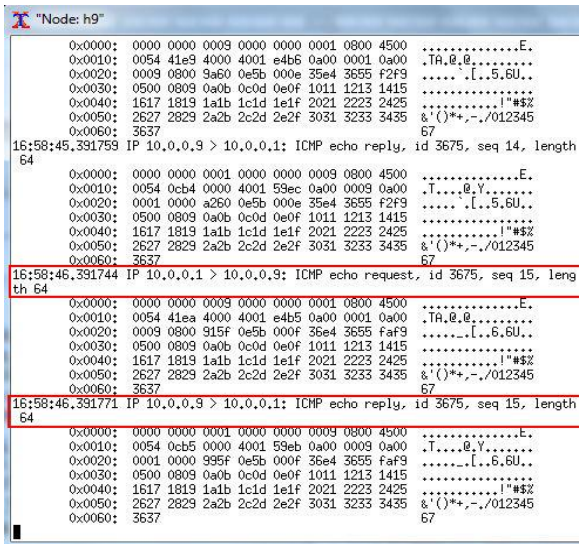 "Node: h9"
0x0000: 0000 0000 0009 0000 0000 0001 0800 4500 ..............E.
0x0010: 0054 41e9 4000 4001 e4b6 0a00 0001 0a00 .TA.@.@.........
0x0020: 0009 0800 9a60 0e5b 000e 35e4 3655 f2f9 .....`.[..5.6U..
0x0030: 0500 0809 0a0b 0c0d 0e0f 1011 1213 1415 ................
0x0040: 1617 1819 1a1b 1c1d 1e1f 2021 2223 2425 ..........!"#$%
0x0050: 2627 2829 2a2b 2c2d 2e2f 3031 3233 3435 &'()*+,-./012345
0x0060: 3637 67
16:58:45.391759 IP 10.0.0.9 > 10.0.0.1: ICMP echo reply, id 3675, seq 14, length
64
0x0000: 0000 0000 0001 0000 0000 0009 0800 4500 ..............E.
0x0010: 0054 0cb4 0000 4001 59ec 0a00 0009 0a00 .T....@.Y.......
0x0020: 0001 0000 a260 0e5b 000e 35e4 3655 f2f9 .....`.[..5.6U..
0x0030: 0500 0809 0a0b 0c0d 0e0f 1011 1213 1415 ................
0x0040: 1617 1819 1a1b 1c1d 1e1f 2021 2223 2425 ..........!"#$%
0x0050: 2627 2829 2a2b 2c2d 2e2f 3031 3233 3435 &'()*+,-./012345
0x0060: 3637 67
16:58:46.391744 IP 10.0.0.1 > 10.0.0.9: ICMP echo request, id 3675, seq 15, leng
th 64
0x0000: 0000 0000 0009 0000 0000 0001 0800 4500 ..............E.
0x0010: 0054 41ea 4000 4001 e4b5 0a00 0001 0a00 .TA.@.@.........
0x0020: 0009 0800 915f 0e5b 000f 36e4 3655 faf9 ....._.[..6.6U..
0x0030: 0500 0809 0a0b 0c0d 0e0f 1011 1213 1415 ................
0x0040: 1617 1819 1a1b 1c1d 1e1f 2021 2223 2425 ..........!"#$%
0x0050: 2627 2829 2a2b 2c2d 2e2f 3031 3233 3435 &'()*+,-./012345
0x0060: 3637 67
16:58:46.391771 IP 10.0.0.9 > 10.0.0.1: ICMP echo reply, id 3675, seq 15, length
64
0x0000: 0000 0000 0001 0000 0000 0009 0800 4500 ..............E.
0x0010: 0054 0cb5 0000 4001 59eb 0a00 0009 0a00 .T....@.Y.......
0x0020: 0001 0000 995f 0e5b 000f 36e4 3655 faf9 ....._.[..6.6U..
0x0030: 0500 0809 0a0b 0c0d 0e0f 1011 1213 1415 ................
0x0040: 1617 1819 1a1b 1c1d 1e1f 2021 2223 2425 ..........!"#$%
0x0050: 2627 2829 2a2b 2c2d 2e2f 3031 3233 3435 &'()*+,-./012345
0x0060: 3637 67